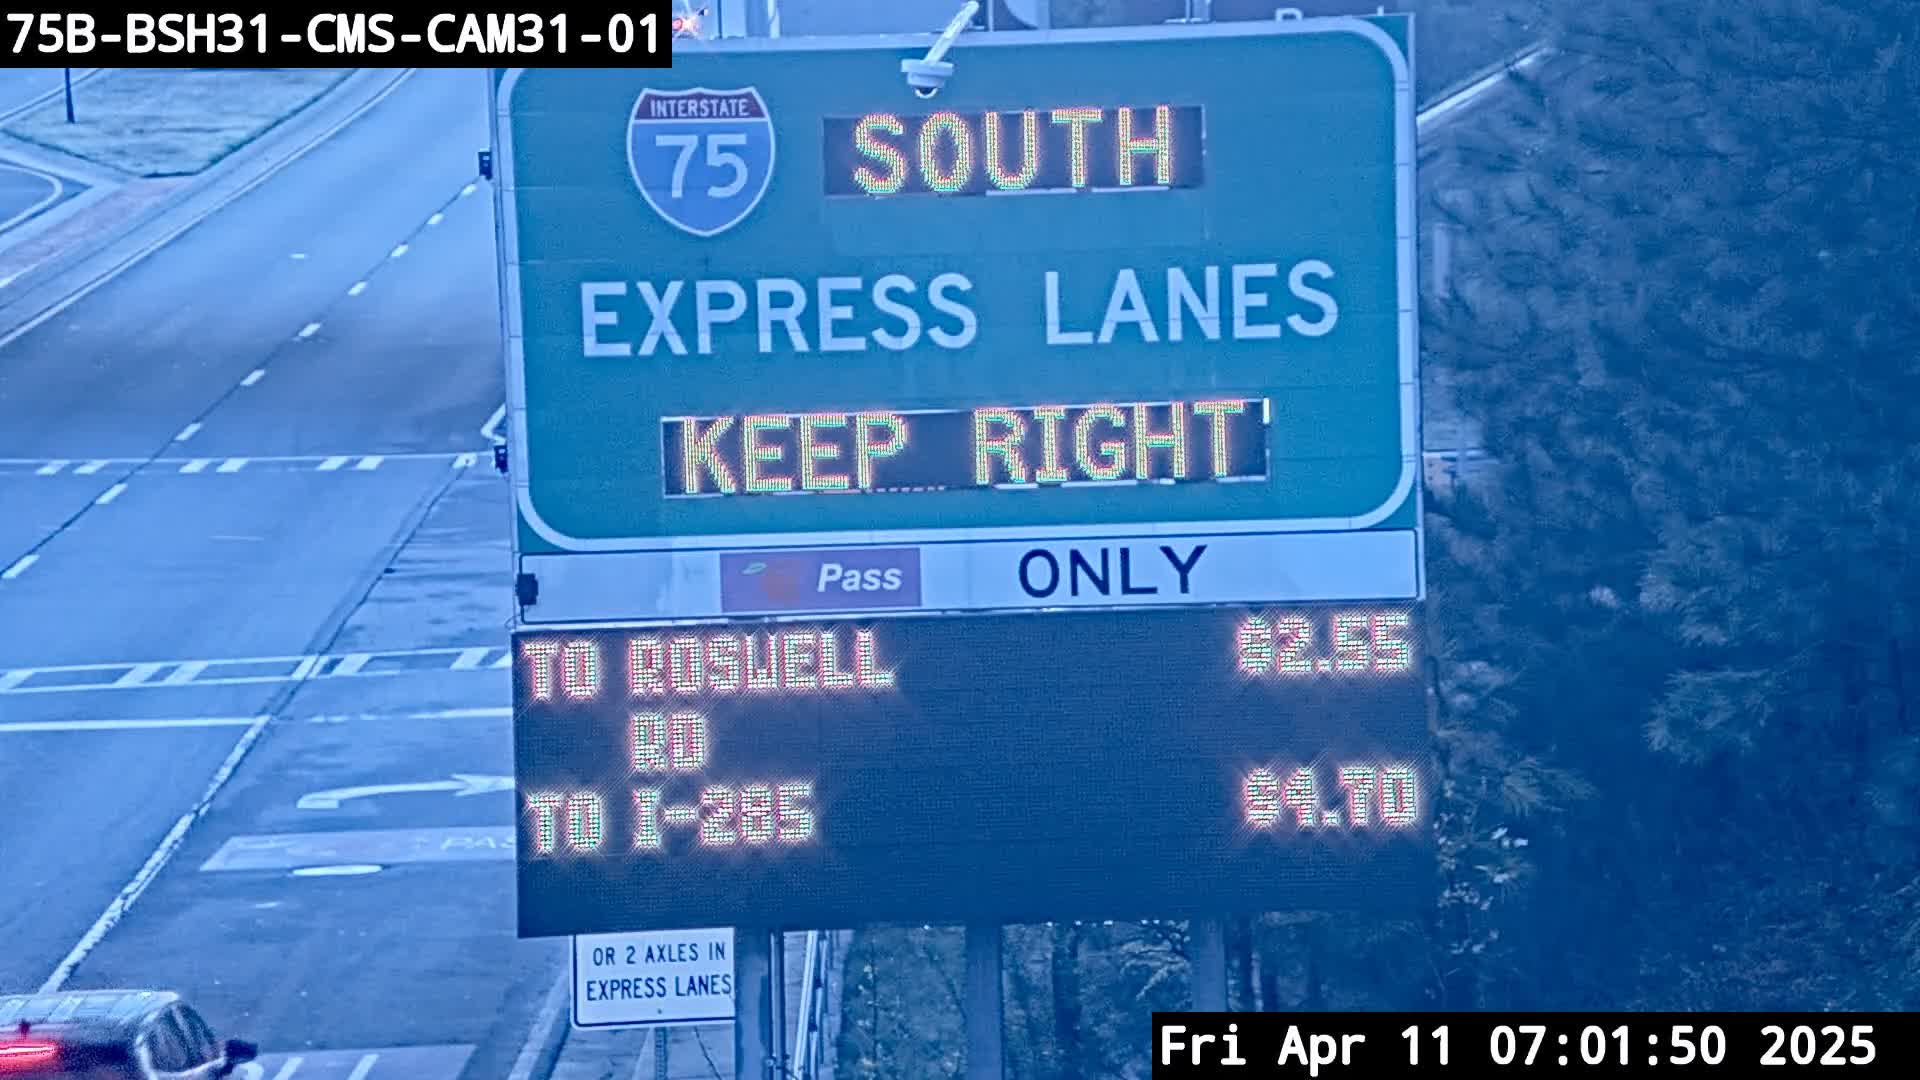 75B-BSH31-CMS-CAM31-01
INTERSTATE
75
SOUTH
EXPRESS LANES
KEEP RIGHT
Pass ONLY
TO ROSWELL $2.55
RD
TO I-285 $4.70
OR 2 AXLES IN
EXPRESS LANES
Fri Apr 11 07:01:50 2025